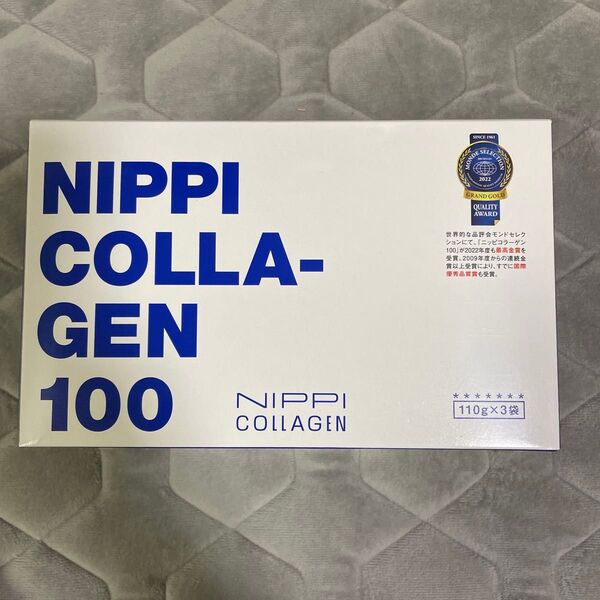 NIPPI
COLLA-
GEN
100
NIPPI
COLLAGEN
SINCE 1961
MONDE SELECTION
2022
GRAND GOLD
QUALITY
AWARD
世界的な品評会モンドセレク
ションにて、「ニッピコラーゲン
100」が2022年度も最高金賞を
受賞。2009年度からの連続金
賞以上受賞により、すでに国際
優秀品質賞も受賞。
*******
110g×3袋